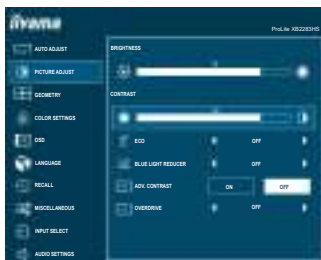 iiyama
ProLite XB2283HS
AUTO ADJUST
PICTURE ADJUST
GEOMETRY
COLOR SETTINGS
OSD
LANGUAGE
RECALL
MISCELLANEOUS
INPUT SELECT
AUDIO SETTINGS
BRIGHTNESS
CONTRAST
ECO OFF
BLUE LIGHT REDUCER OFF
ADV. CONTRAST ON OFF
OVERDRIVE OFF